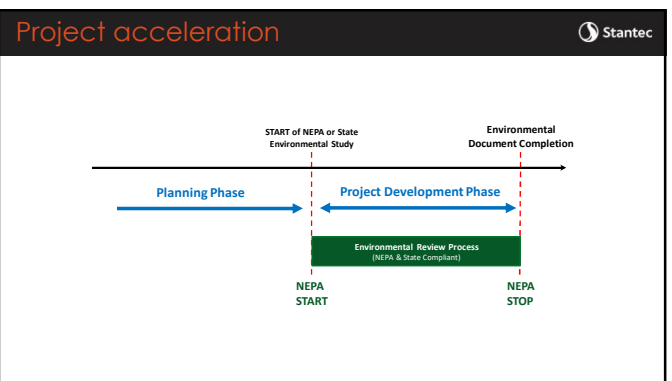 Project acceleration
Stantec
START of NEPA or State
Environmental Study
Environmental
Document Completion
Planning Phase
Project Development Phase
Environmental Review Process
(NEPA & State Compliant)
NEPA
START
NEPA
STOP